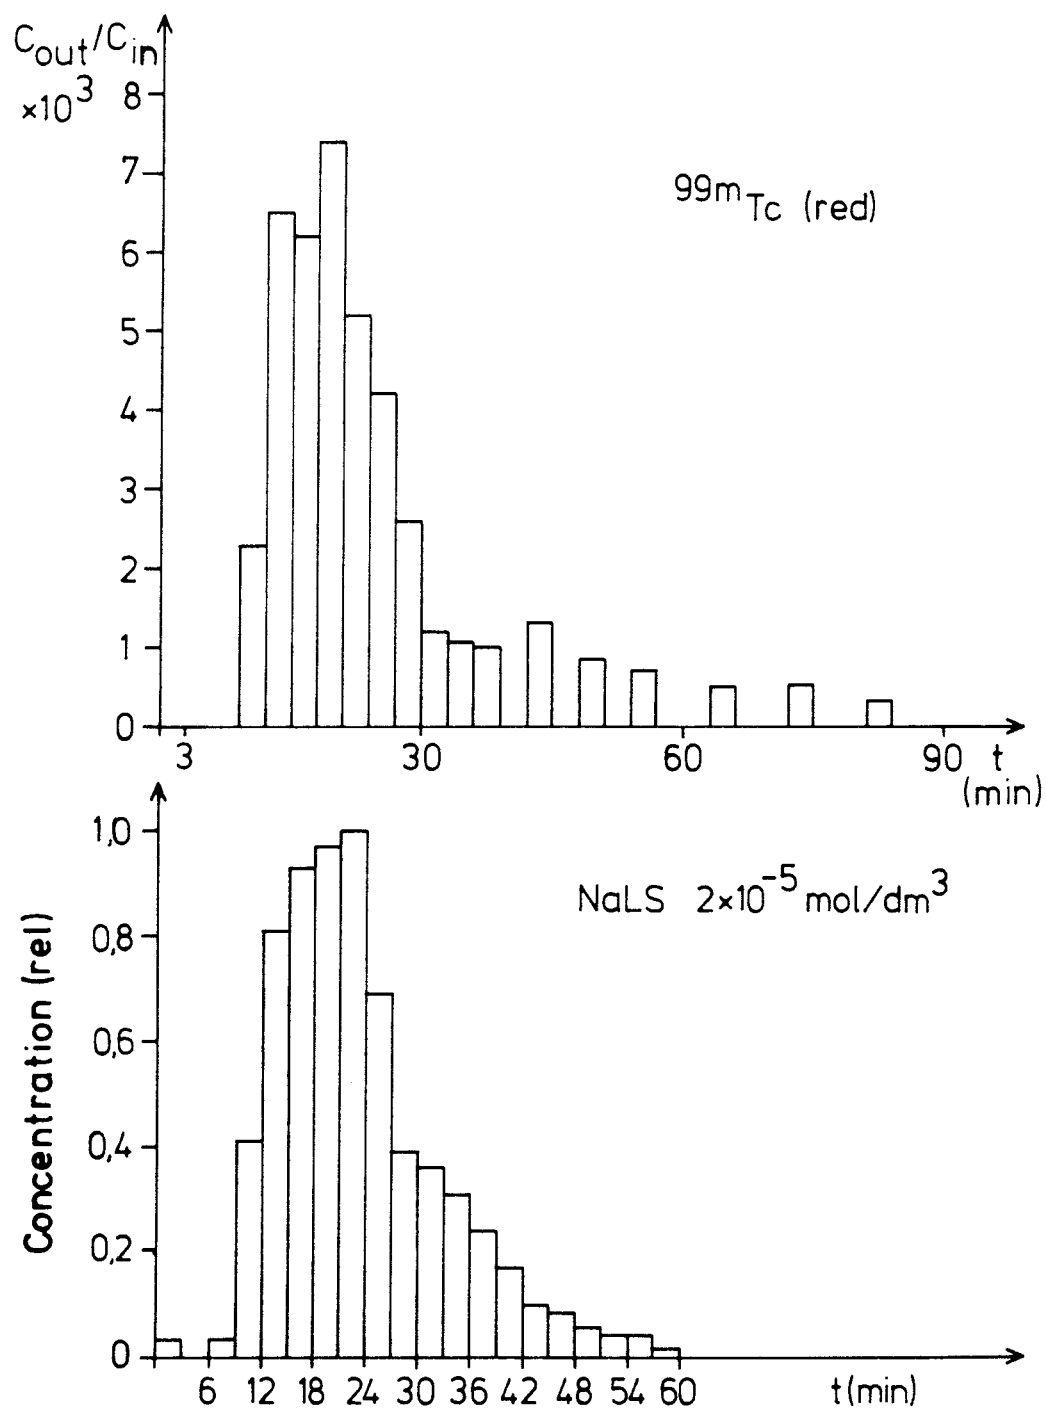 Cout/Cin
×10³
8
7
6
5
4
3
2
1
0
99mTc (red)
3 30 60 90 t
(min)
Concentration (rel)
1,0
0,8
0,6
0,4
0,2
0
NaLS 2×10⁻⁵ mol/dm³
6 12 18 24 30 36 42 48 54 60 t(min)